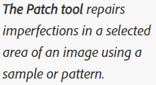 The Patch tool repairs
imperfections in a selected
area of an image using a
sample or pattern.